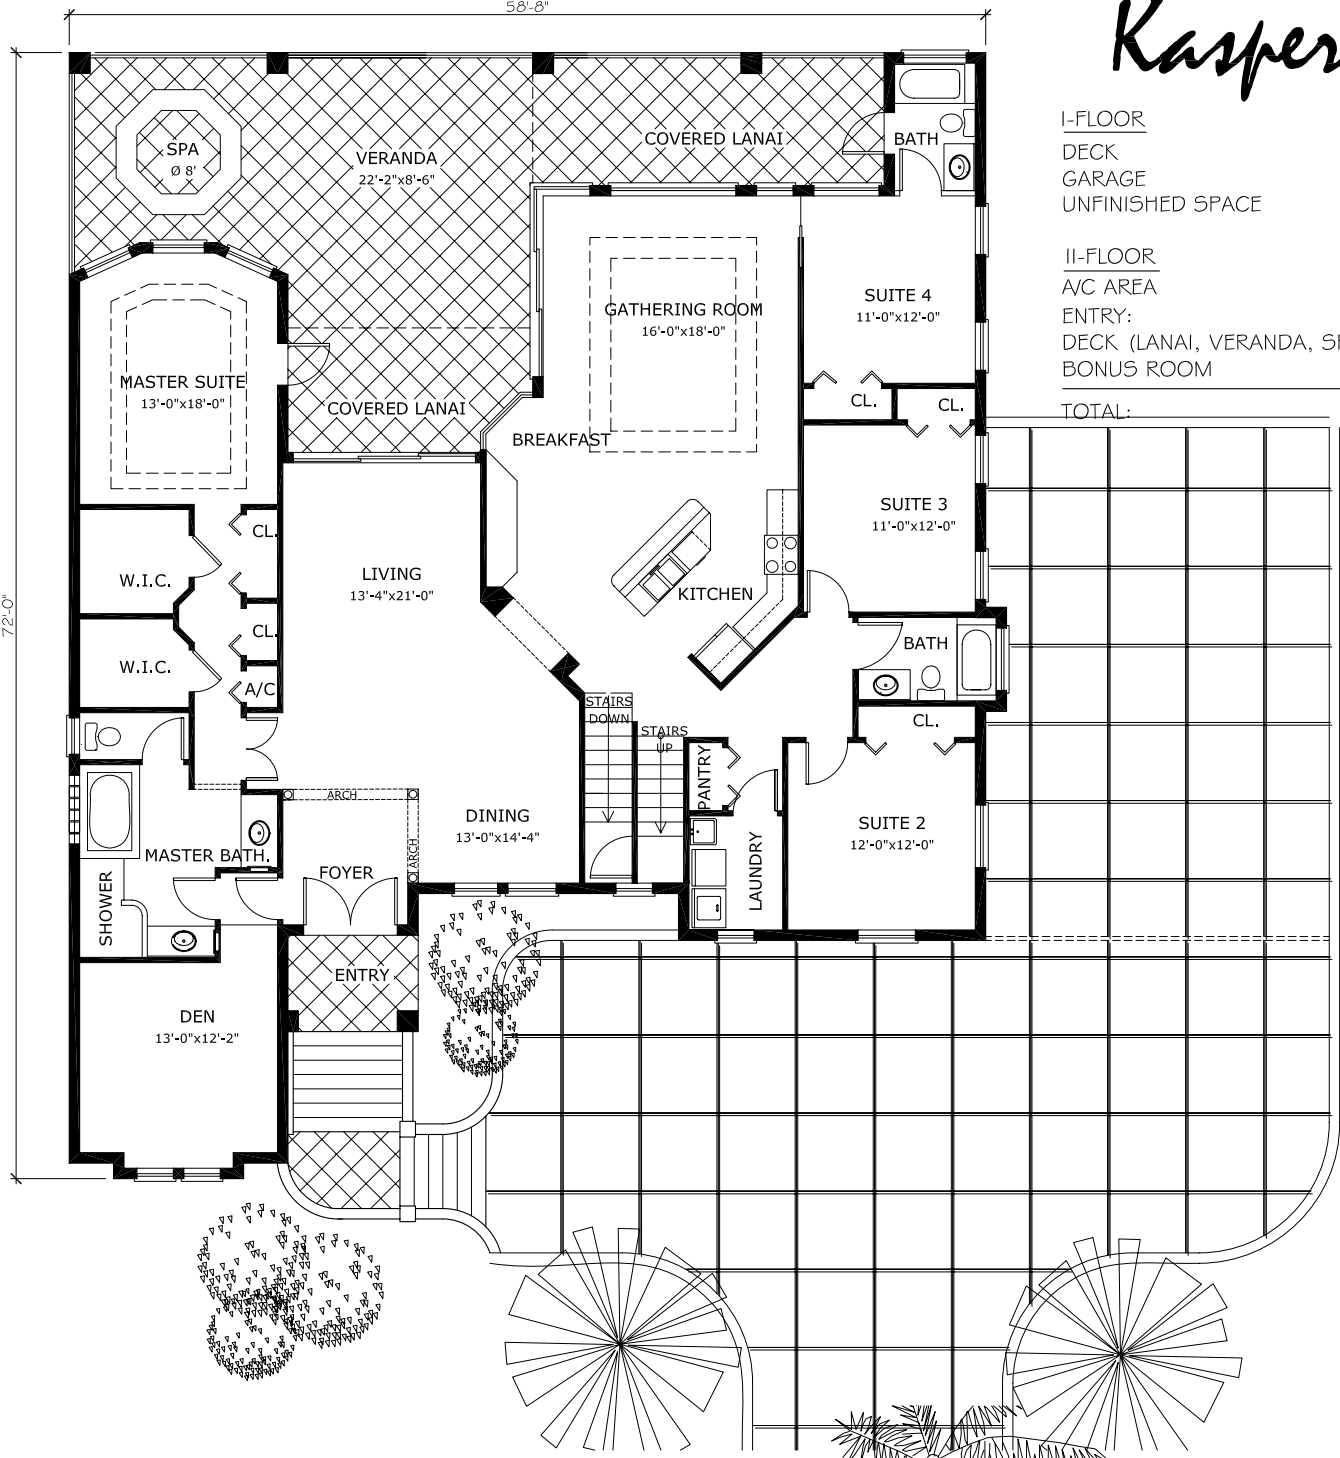 58'-8"
Kasper
I-FLOOR
DECK
GARAGE
UNFINISHED SPACE
II-FLOOR
A/C AREA
ENTRY:
DECK (LANAI, VERANDA,
BONUS ROOM
TOTAL:
72'-0"
SPA
Ø 8'
VERANDA
22'-2"x8'-6"
COVERED LANAI
BATH
GATHERING ROOM
16'-0"x18'-0"
SUITE 4
11'-0"x12'-0"
MASTER SUITE
13'-0"x18'-0"
COVERED LANAI
CL.
CL.
BREAKFAST
SUITE 3
11'-0"x12'-0"
CL.
W.I.C.
LIVING
13'-4"x21'-0"
KITCHEN
CL.
W.I.C.
A/C
BATH
STAIRS
DOWN
STAIRS
UP
CL.
PANTRY
ARCH
DINING
13'-0"x14'-4"
SUITE 2
12'-0"x12'-0"
MASTER BATH.
ARCH
FOYER
LAUNDRY
SHOWER
ENTRY
DEN
13'-0"x12'-2"